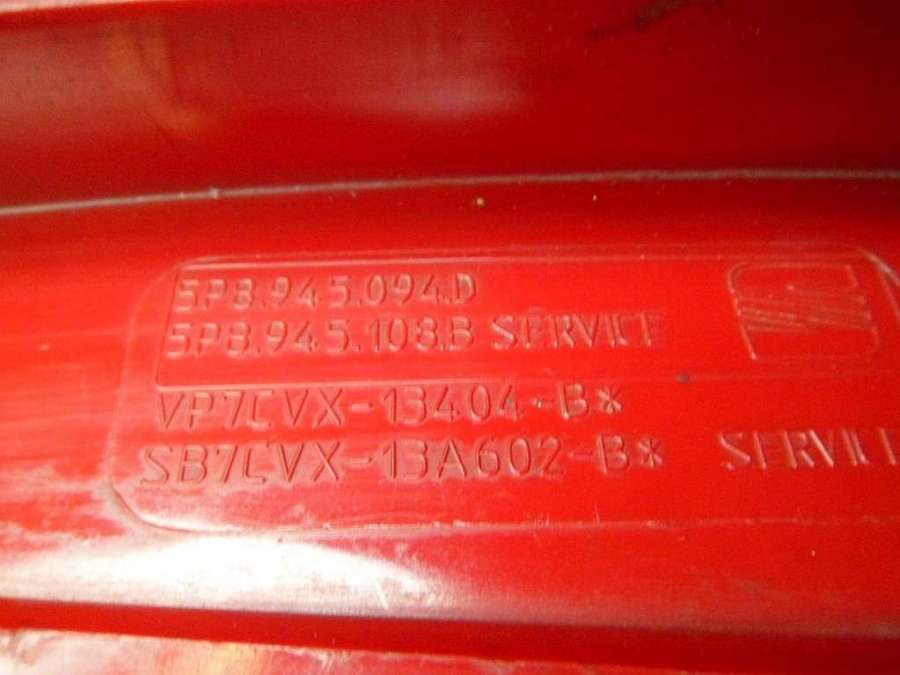 5P8.945.094.D
5P8.945.108.B SERVICE
VP7CVX-13404-B*
SB7CVX-13A602-B* SERVICE